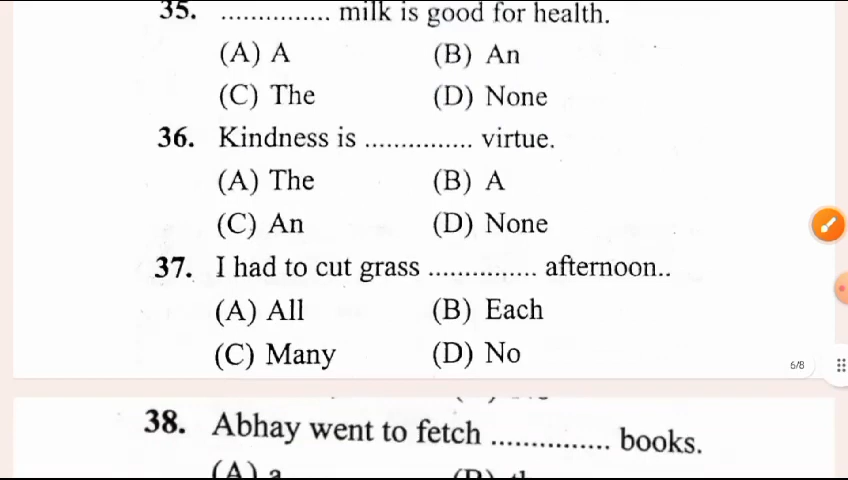 35. ............... milk is good for health.
(A) A (B) An
(C) The (D) None
36. Kindness is ............... virtue.
(A) The (B) A
(C) An (D) None
37. I had to cut grass ............... afternoon..
(A) All (B) Each
(C) Many (D) No
6/8
38. Abhay went to fetch ................ books.
(A) a